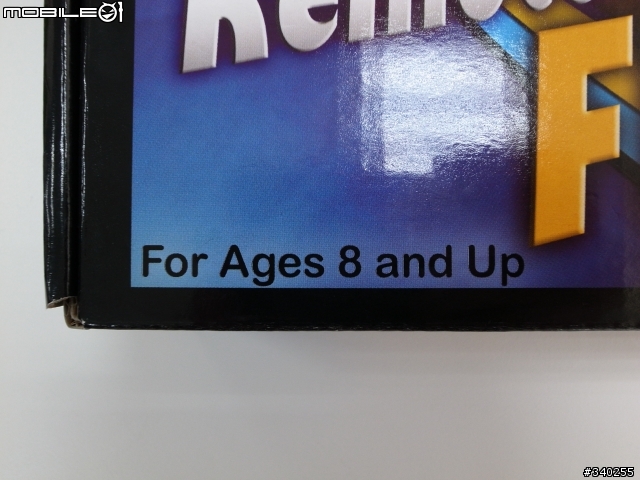 MOBILE01
F
For Ages 8 and Up
#340255